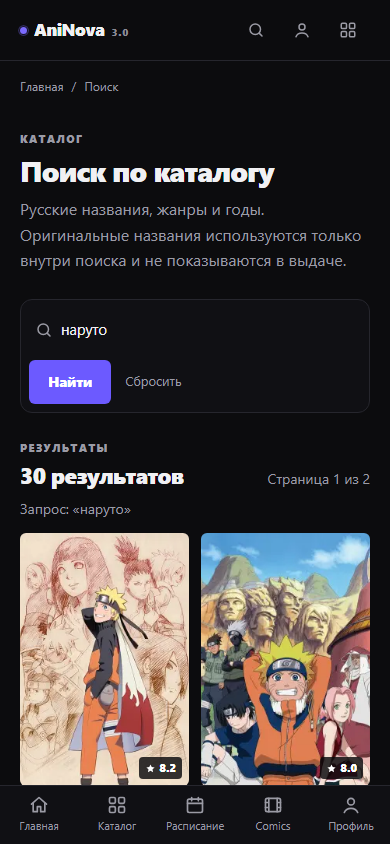 AniNova 3.0
Главная / Поиск
КАТАЛОГ
Поиск по каталогу
Русские названия, жанры и годы.
Оригинальные названия используются только
внутри поиска и не показываются в выдаче.
наруто
Найти Сбросить
РЕЗУЛЬТАТЫ
30 результатов Страница 1 из 2
Запрос: «наруто»
★ 8.2 ★ 8.0
Главная Каталог Расписание Comics Профиль